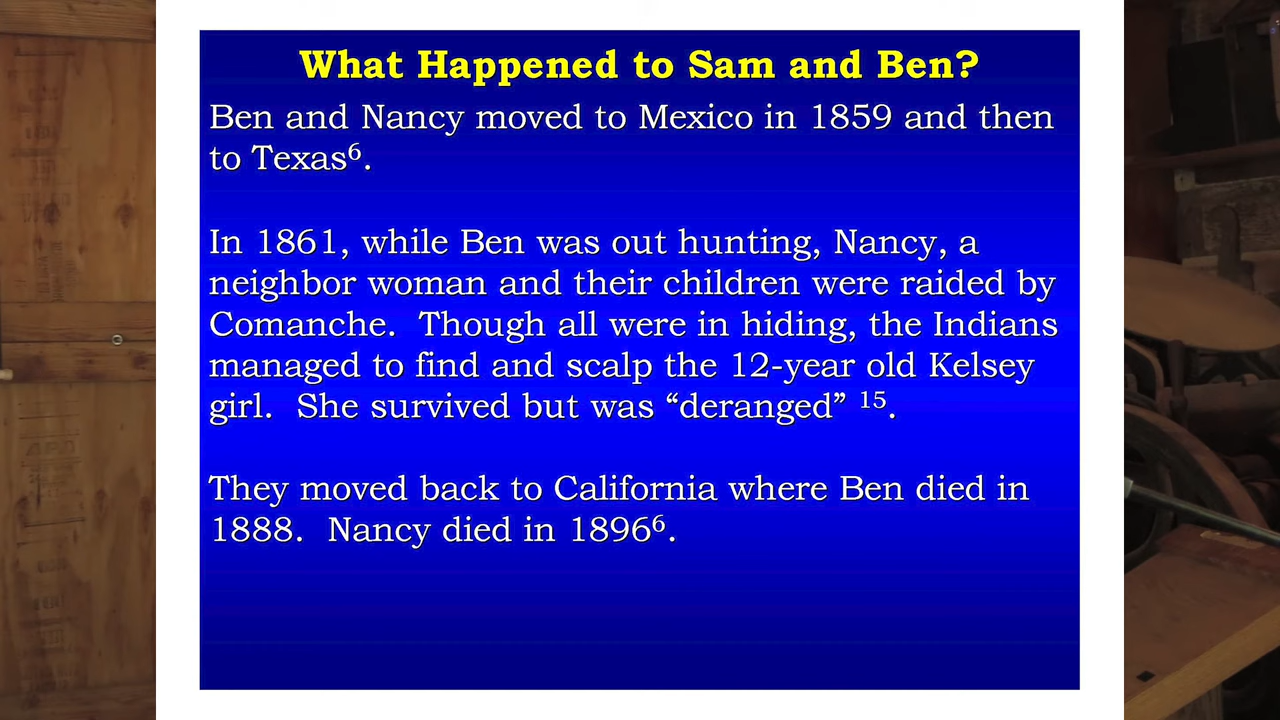 What Happened to Sam and Ben?
Ben and Nancy moved to Mexico in 1859 and then
to Texas⁶.
In 1861, while Ben was out hunting, Nancy, a
neighbor woman and their children were raided by
Comanche.  Though all were in hiding, the Indians
managed to find and scalp the 12-year old Kelsey
girl.  She survived but was “deranged” ¹⁵.
They moved back to California where Ben died in
1888.  Nancy died in 1896⁶.